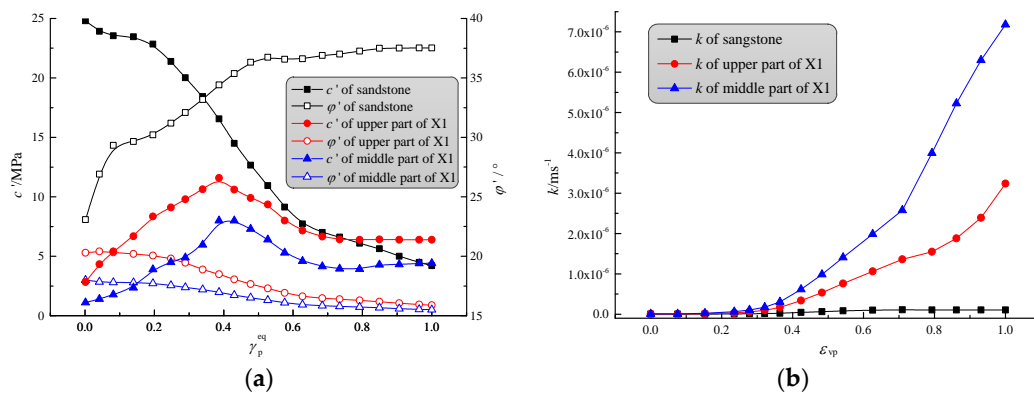 25
20
15
10
5
0
c '/MPa
40
35
30
25
20
15
φ' / °
c ' of sandstone
φ' of sandstone
c ' of upper part of X1
φ' of upper part of X1
c ' of middle part of X1
φ' of middle part of X1
0.0 0.2 0.4 0.6 0.8 1.0
γ_p^eq
(a)
7.0x10⁻⁶
6.0x10⁻⁶
5.0x10⁻⁶
4.0x10⁻⁶
3.0x10⁻⁶
2.0x10⁻⁶
1.0x10⁻⁶
0.0
k/ms⁻¹
k of sangstone
k of upper part of X1
k of middle part of X1
0.0 0.2 0.4 0.6 0.8 1.0
ε_vp
(b)